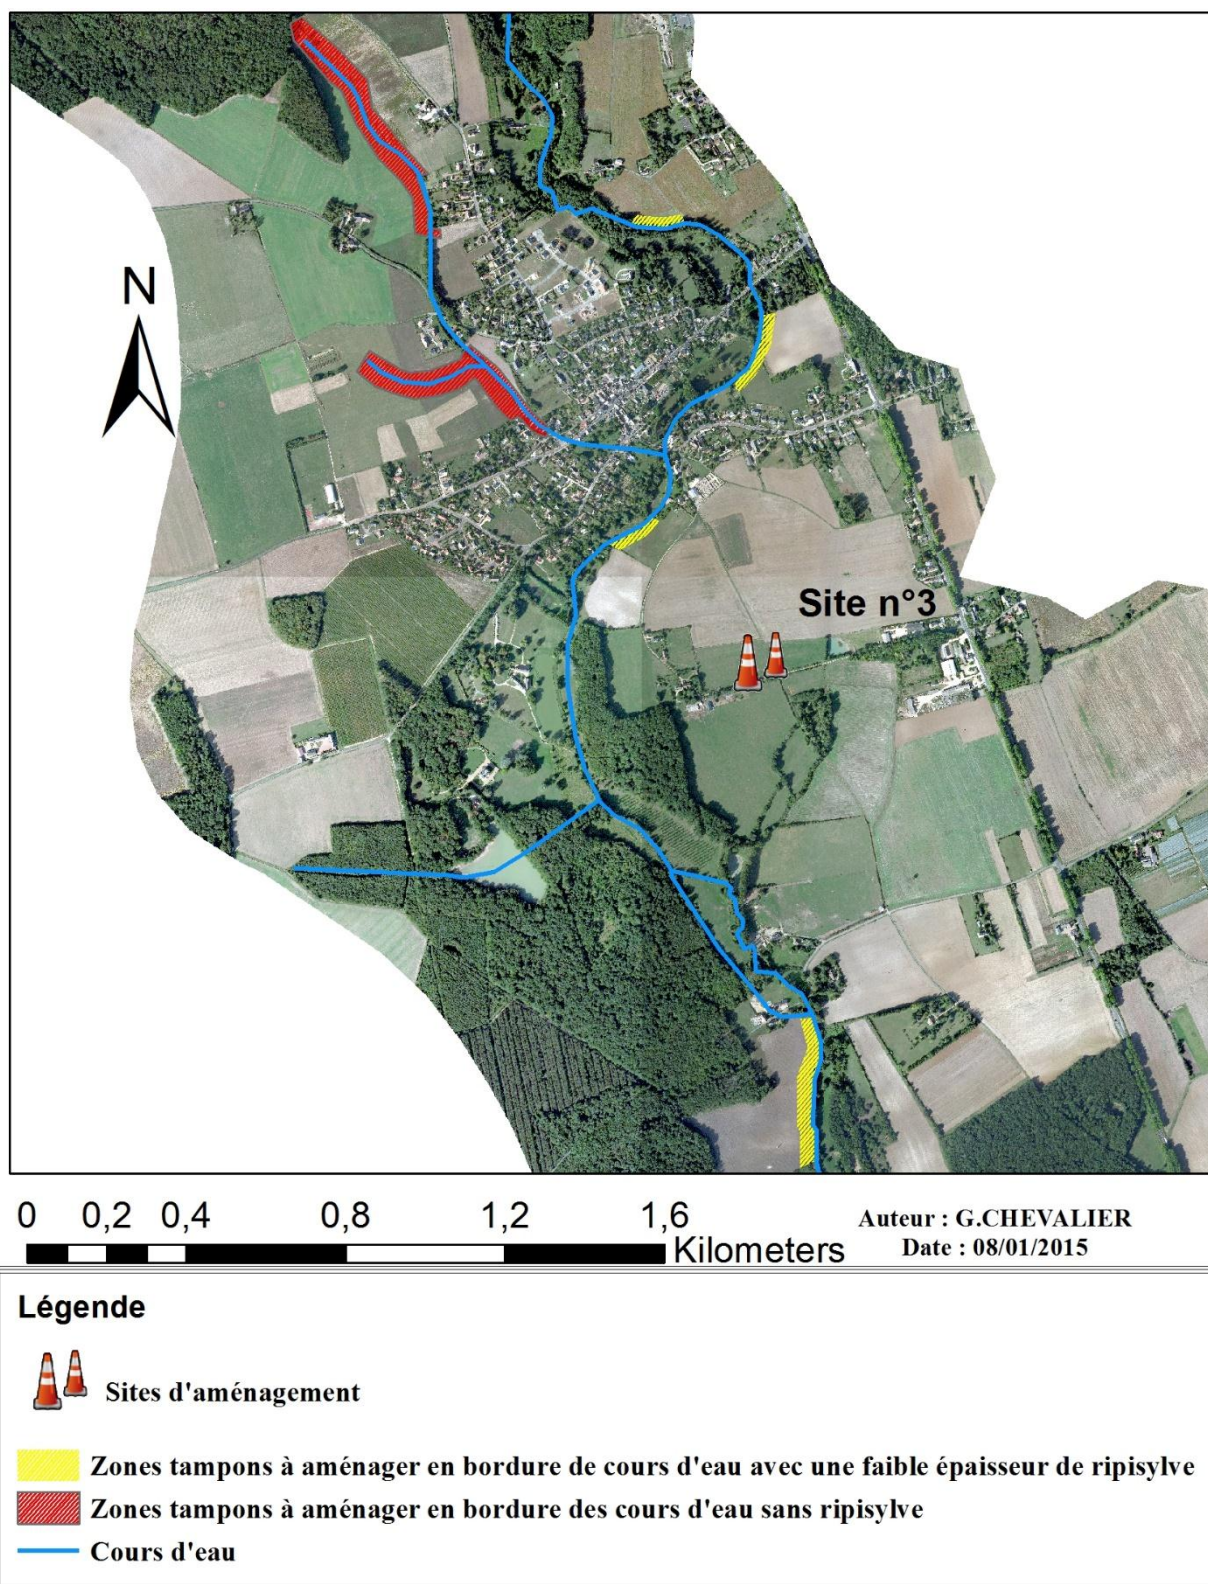 N
Site n°3
0 0,2 0,4 0,8 1,2 1,6
Kilometers
Auteur : G.CHEVALIER
Date : 08/01/2015
Légende
Sites d'aménagement
Zones tampons à aménager en bordure de cours d'eau avec une faible épaisseur de ripisylve
Zones tampons à aménager en bordure des cours d'eau sans ripisylve
Cours d'eau